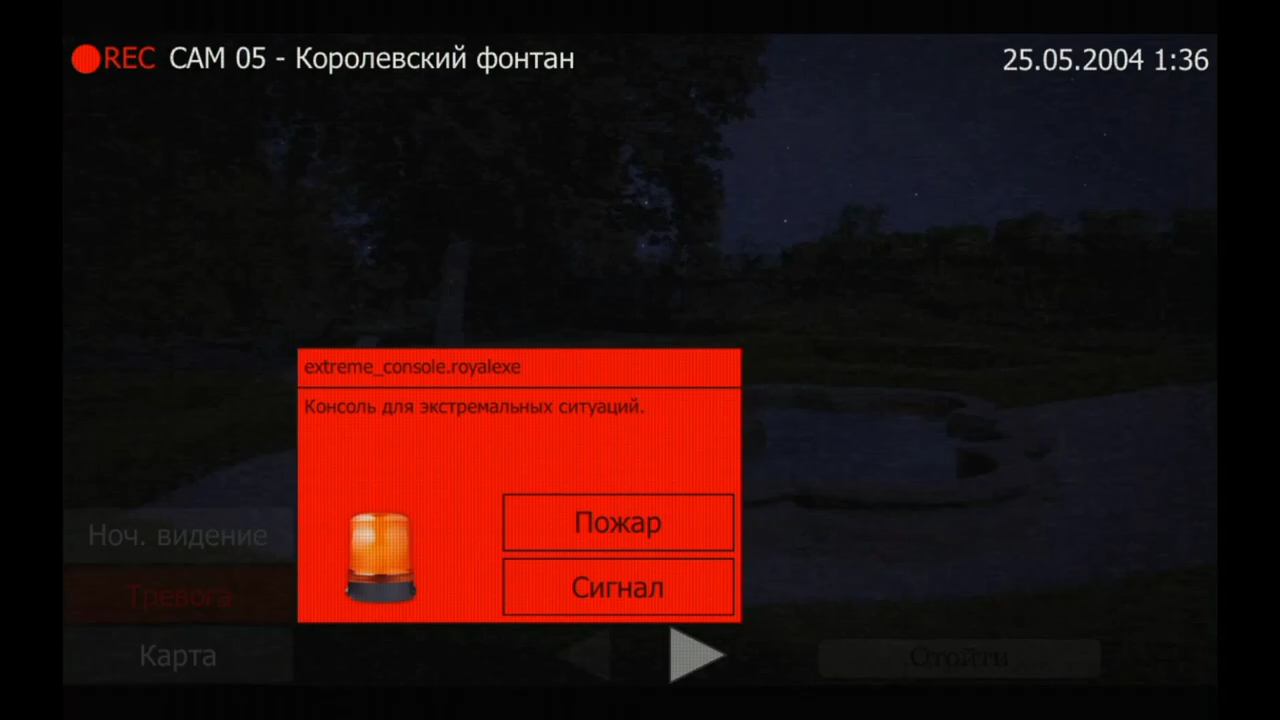 REC CAM 05 - Королевский фонтан
25.05.2004 1:36
extreme_console.royalexe
Консоль для экстремальных ситуаций.
Пожар
Сигнал
Ноч. видение
Тревога
Карта
Отойти